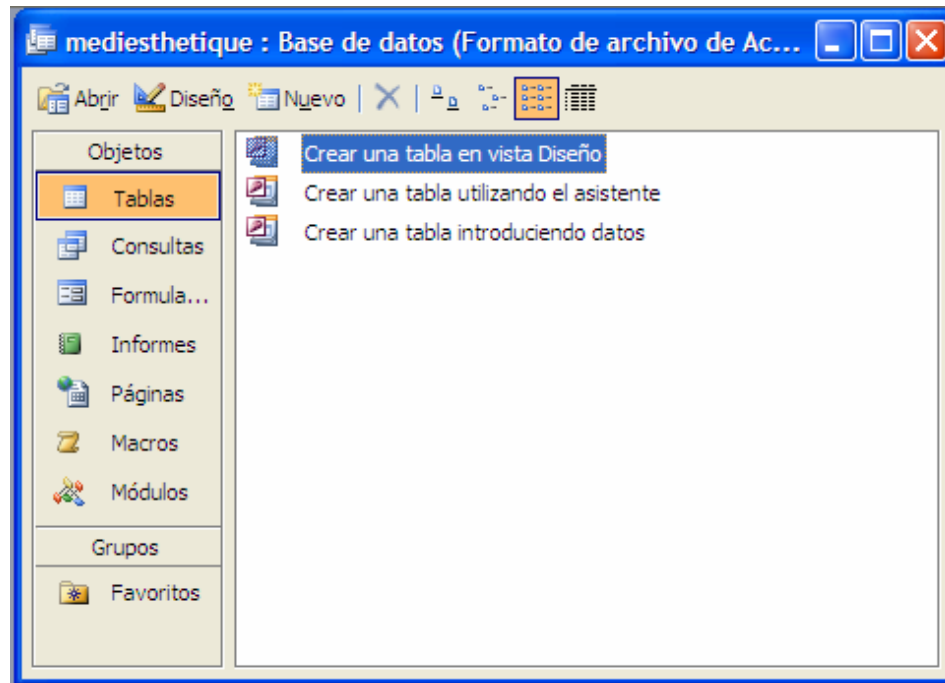 mediesthetique : Base de datos (Formato de archivo de Ac...
Abrir Diseño Nuevo
Objetos
Tablas
Consultas
Formula...
Informes
Páginas
Macros
Módulos
Grupos
Favoritos
Crear una tabla en vista Diseño
Crear una tabla utilizando el asistente
Crear una tabla introduciendo datos